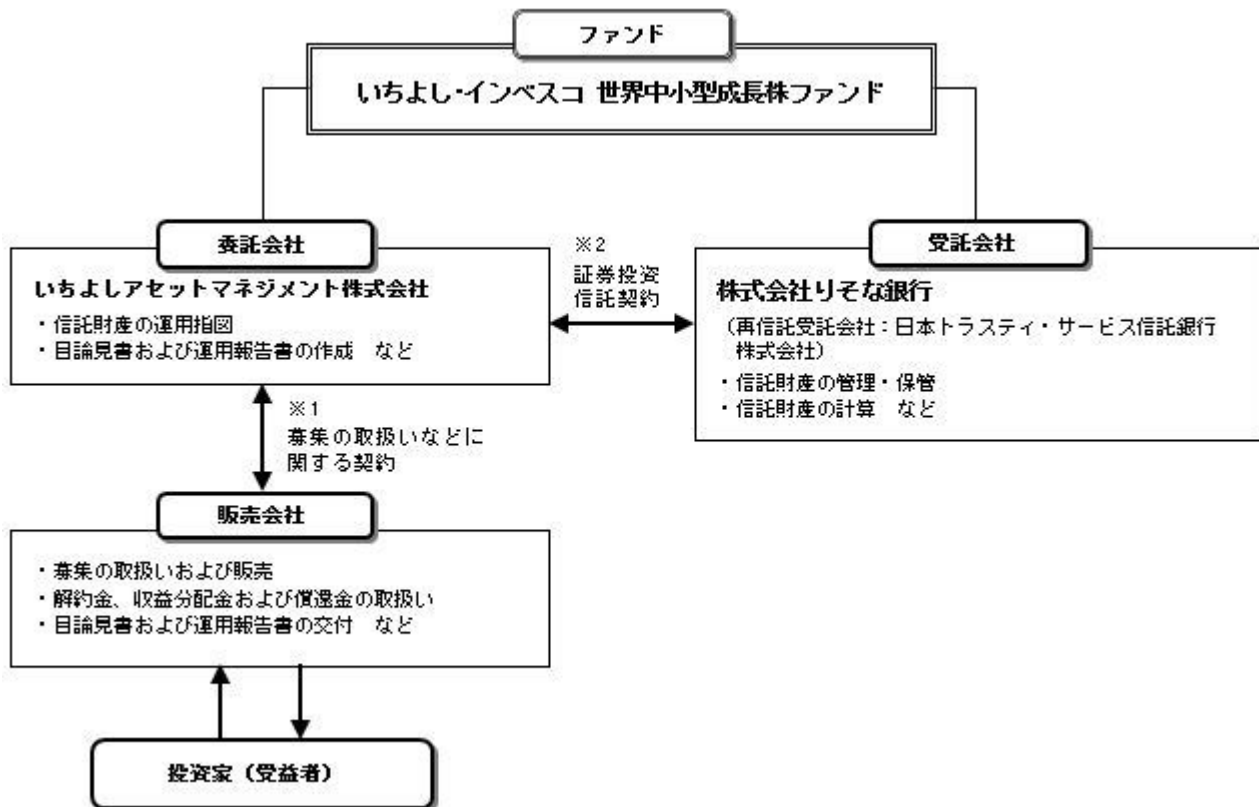 ファンド
いちよし・インベスコ 世界中小型成長株ファンド
委託会社
いちよしアセットマネジメント株式会社
・信託財産の運用指図
・目論見書および運用報告書の作成 など
※2
証券投資
信託契約
受託会社
株式会社りそな銀行
（再信託受託会社：日本トラスティ・サービス信託銀行
株式会社）
・信託財産の管理・保管
・信託財産の計算 など
※1
募集の取扱いなどに
関する契約
販売会社
・募集の取扱いおよび販売
・解約金、収益分配金および償還金の取扱い
・目論見書および運用報告書の交付 など
投資家（受益者）